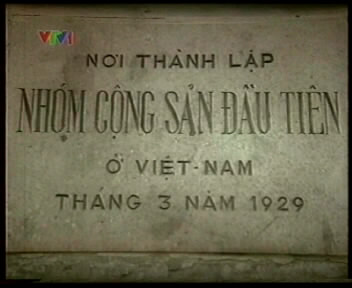 VTV1
NƠI THÀNH LẬP
NHÓM CỘNG SẢN ĐẦU TIÊN
Ở VIỆT-NAM
THÁNG 3 NĂM 1929